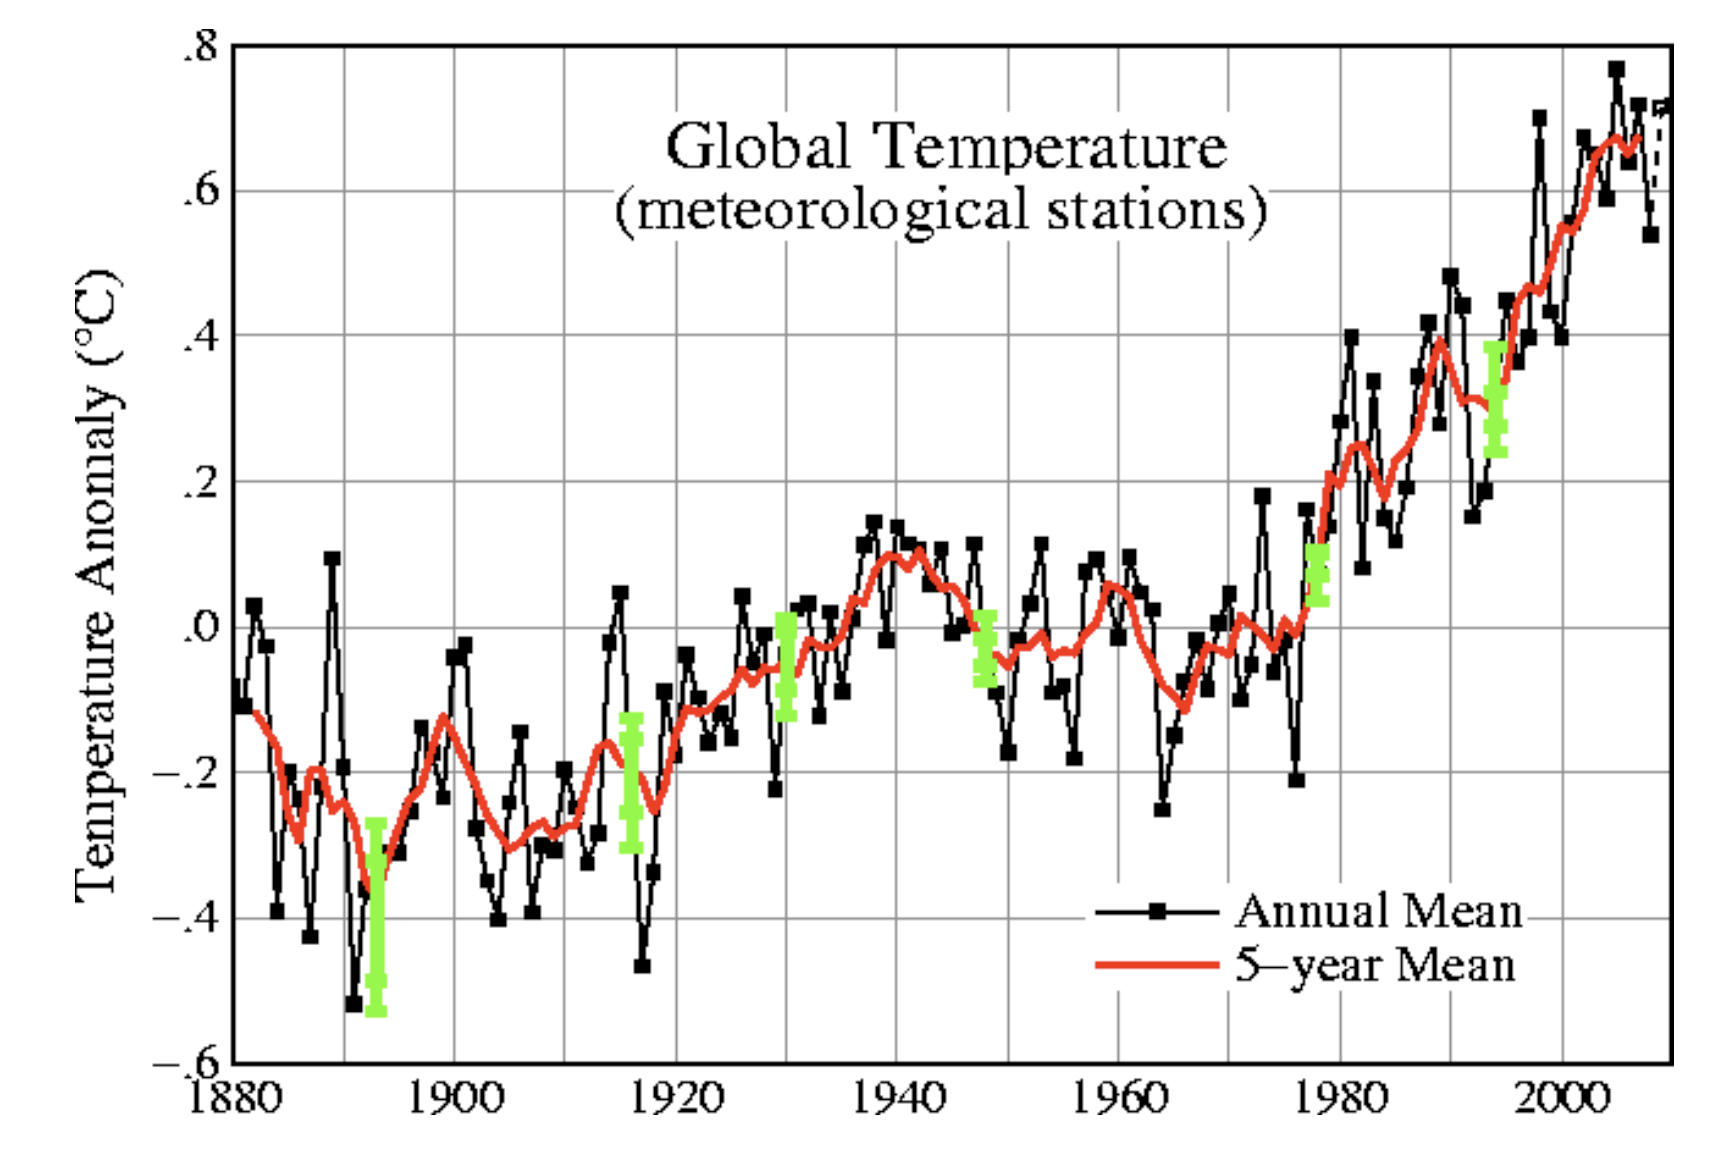 Global Temperature
(meteorological stations)
Temperature Anomaly (°C)
.8
.6
.4
.2
.0
−.2
−.4
−.6
Annual Mean
5−year Mean
1880 1900 1920 1940 1960 1980 2000